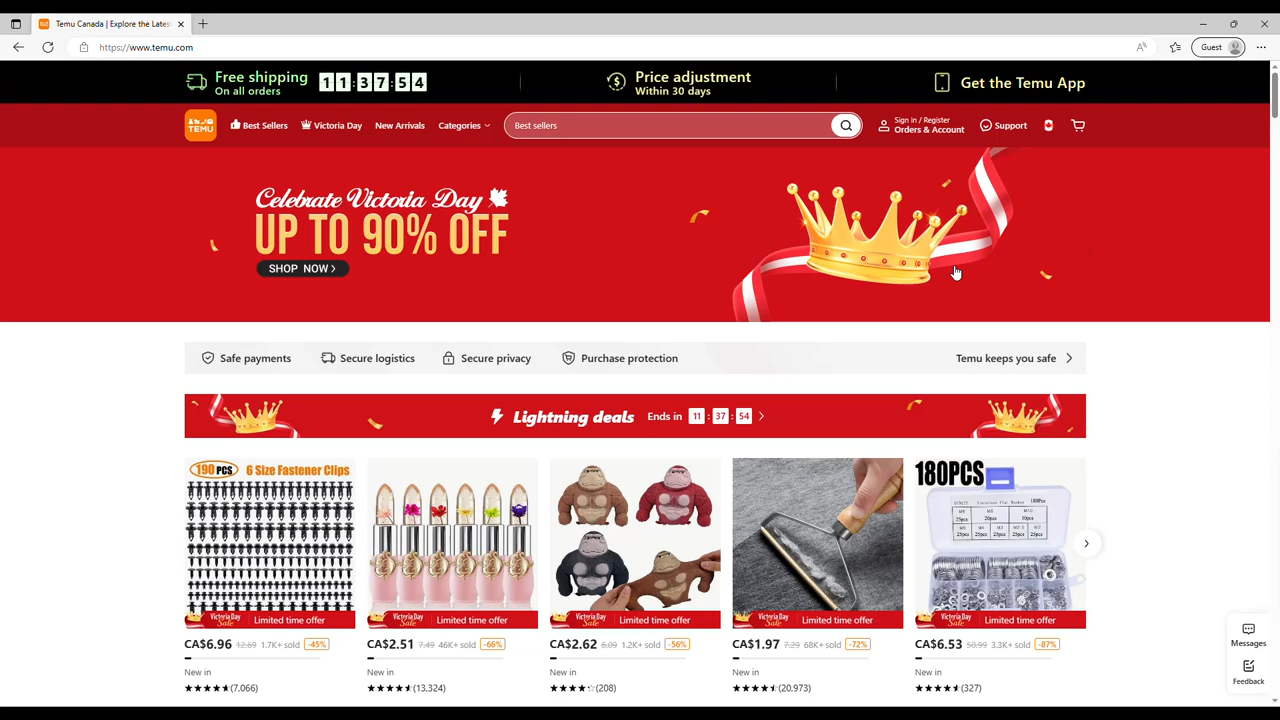 Temu Canada | Explore the Lates
https://www.temu.com
Guest
Free shipping
On all orders
11:37:54
Price adjustment
Within 30 days
Get the Temu App
TEMU
Best Sellers
Victoria Day
New Arrivals
Categories
Best sellers
Sign in / Register
Orders & Account
Support
Celebrate Victoria Day
UP TO 90% OFF
SHOP NOW
Safe payments
Secure logistics
Secure privacy
Purchase protection
Temu keeps you safe
Lightning deals Ends in 11 : 37 : 54
190 PCS 6 Size Fastener Clips
180PCS
Victoria Day Sale Limited time offer
Victoria Day Sale Limited time offer
Victoria Day Sale Limited time offer
Victoria Day Sale Limited time offer
Victoria Day Sale Limited time offer
CA$6.96 12.69 1.7K+ sold -45%
CA$2.51 7.49 46K+ sold -66%
CA$2.62 6.09 1.2K+ sold -56%
CA$1.97 7.29 68K+ sold -72%
CA$6.53 50.99 3.3K+ sold -87%
New in
New in
New in
New in
New in
(7,066)
(13,324)
(208)
(20,973)
(327)
Messages
Feedback